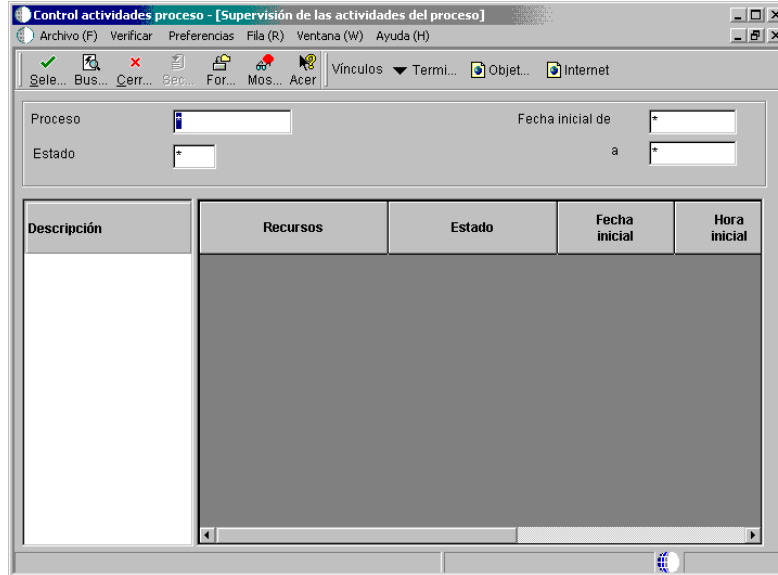 Control actividades proceso - [Supervisión de las actividades del proceso]
Archivo (F) Verificar Preferencias Fila (R) Ventana (W) Ayuda (H)
Sele... Bus... Cerr... Sec... For... Mos... Acer Vínculos Termi... Objet... Internet
Proceso * Fecha inicial de *
Estado * a *
Descripción Recursos Estado Fecha inicial Hora inicial